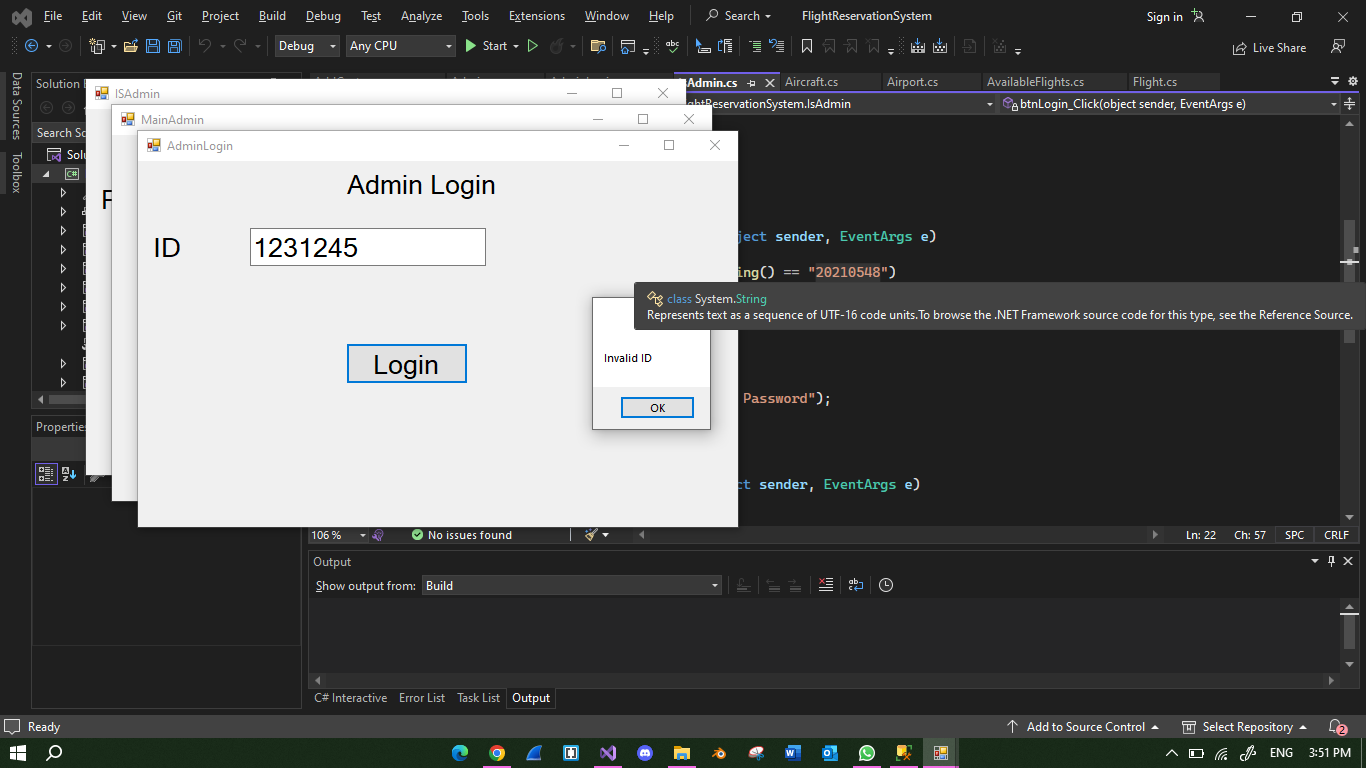 File Edit View Git Project Build Debug Test Analyze Tools Extensions Window Help Search FlightReservationSystem Sign in
Debug Any CPU Start Live Share
Data Sources
Toolbox
Solution
Admin.cs Aircraft.cs Airport.cs AvailableFlights.cs Flight.cs
ISAdmin
ghtReservationSystem.IsAdmin btnLogin_Click(object sender, EventArgs e)
MainAdmin
Search So
AdminLogin
Solu
Admin Login
ID 1231245
ject sender, EventArgs e)
ing() == "20210548")
class System.String
Represents text as a sequence of UTF-16 code units.To browse the .NET Framework source code for this type, see the Reference Source.
Invalid ID
Login
OK
Password");
Properties
ct sender, EventArgs e)
106 % No issues found Ln: 22 Ch: 57 SPC CRLF
Output
Show output from: Build
C# Interactive Error List Task List Output
Ready Add to Source Control Select Repository 2
ENG 3:51 PM